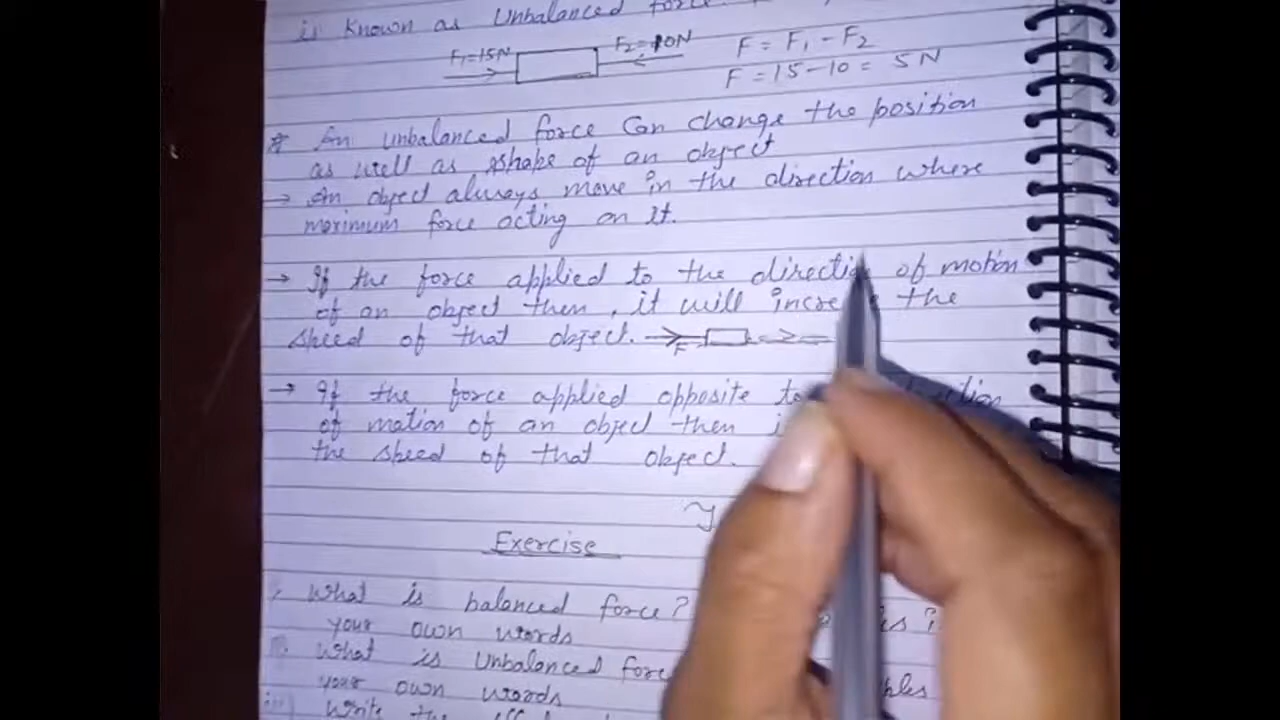 is known as Unbalanced force.
F₁=15N F₂=10N F = F₁ - F₂
F = 15-10 = 5N
* An unbalanced force can change the position
as well as shape of an object
→ An object always move in the direction where
maximum force acting on it.
→ If the force applied to the direction of motion
of an object then, it will increase the
speed of that object. F
→ If the force applied opposite to
of motion of an object then
the speed of that object.
Exercise
What is balanced force?
your own words
What is Unbalanced
your own words
iii) Write the